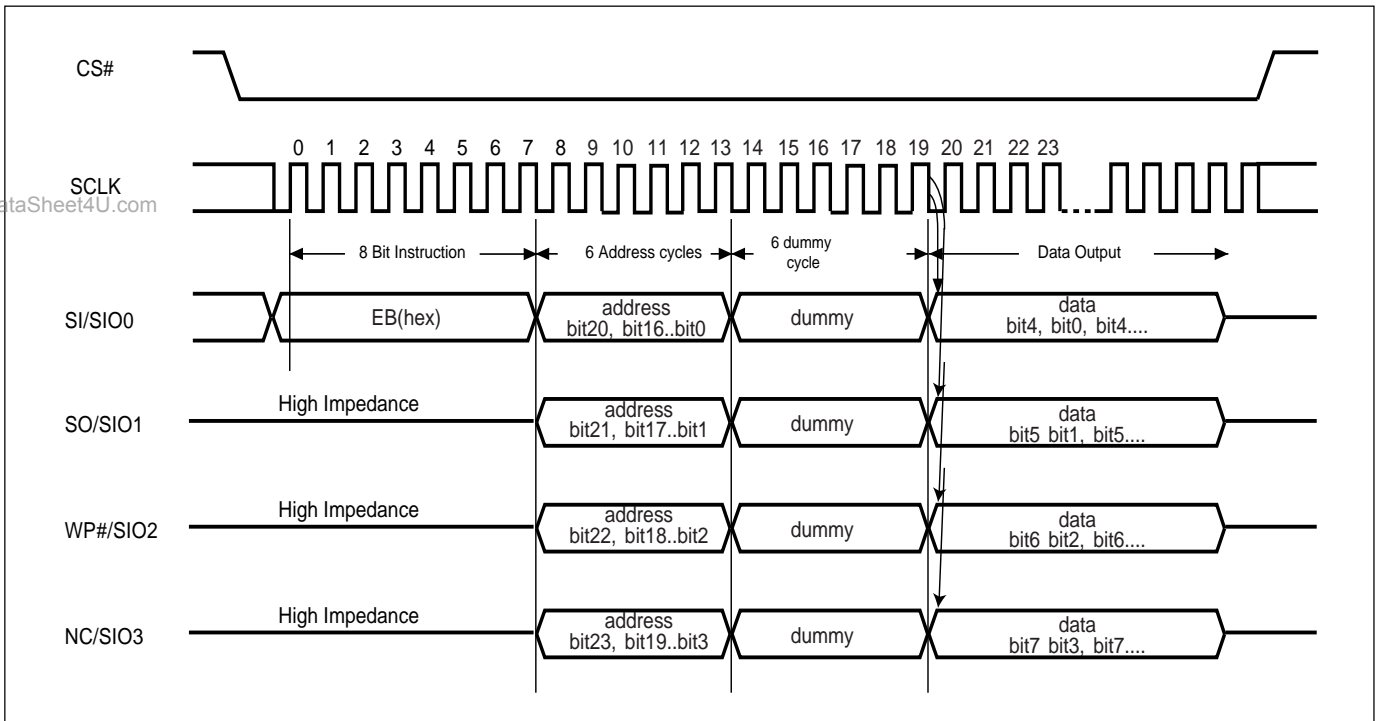 CS#
0 1 2 3 4 5 6 7 8 9 10 11 12 13 14 15 16 17 18 19 20 21 22 23
SCLK
ataSheet4U.com
8 Bit Instruction
6 Address cycles
6 dummy
cycle
Data Output
SI/SIO0
EB(hex)
address
bit20, bit16..bit0
dummy
data
bit4, bit0, bit4....
SO/SIO1
High Impedance
address
bit21, bit17..bit1
dummy
data
bit5 bit1, bit5....
WP#/SIO2
High Impedance
address
bit22, bit18..bit2
dummy
data
bit6 bit2, bit6....
NC/SIO3
High Impedance
address
bit23, bit19..bit3
dummy
data
bit7 bit3, bit7....